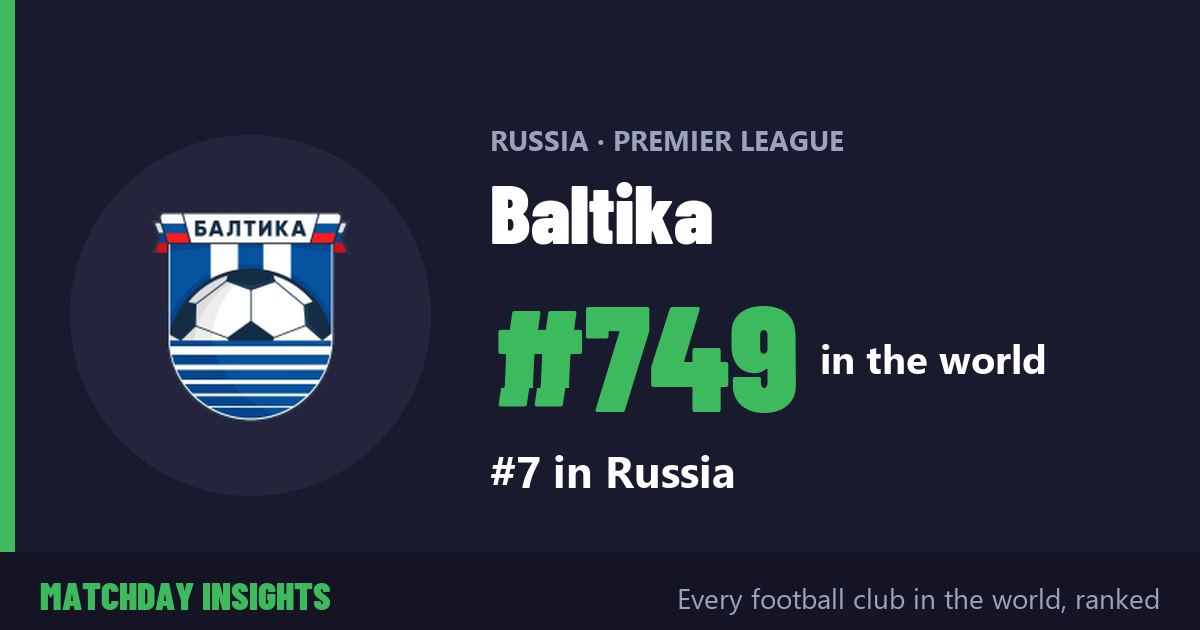 RUSSIA · PREMIER LEAGUE
Baltika
БАЛТИКА
#749 in the world
#7 in Russia
MATCHDAY INSIGHTS
Every football club in the world, ranked